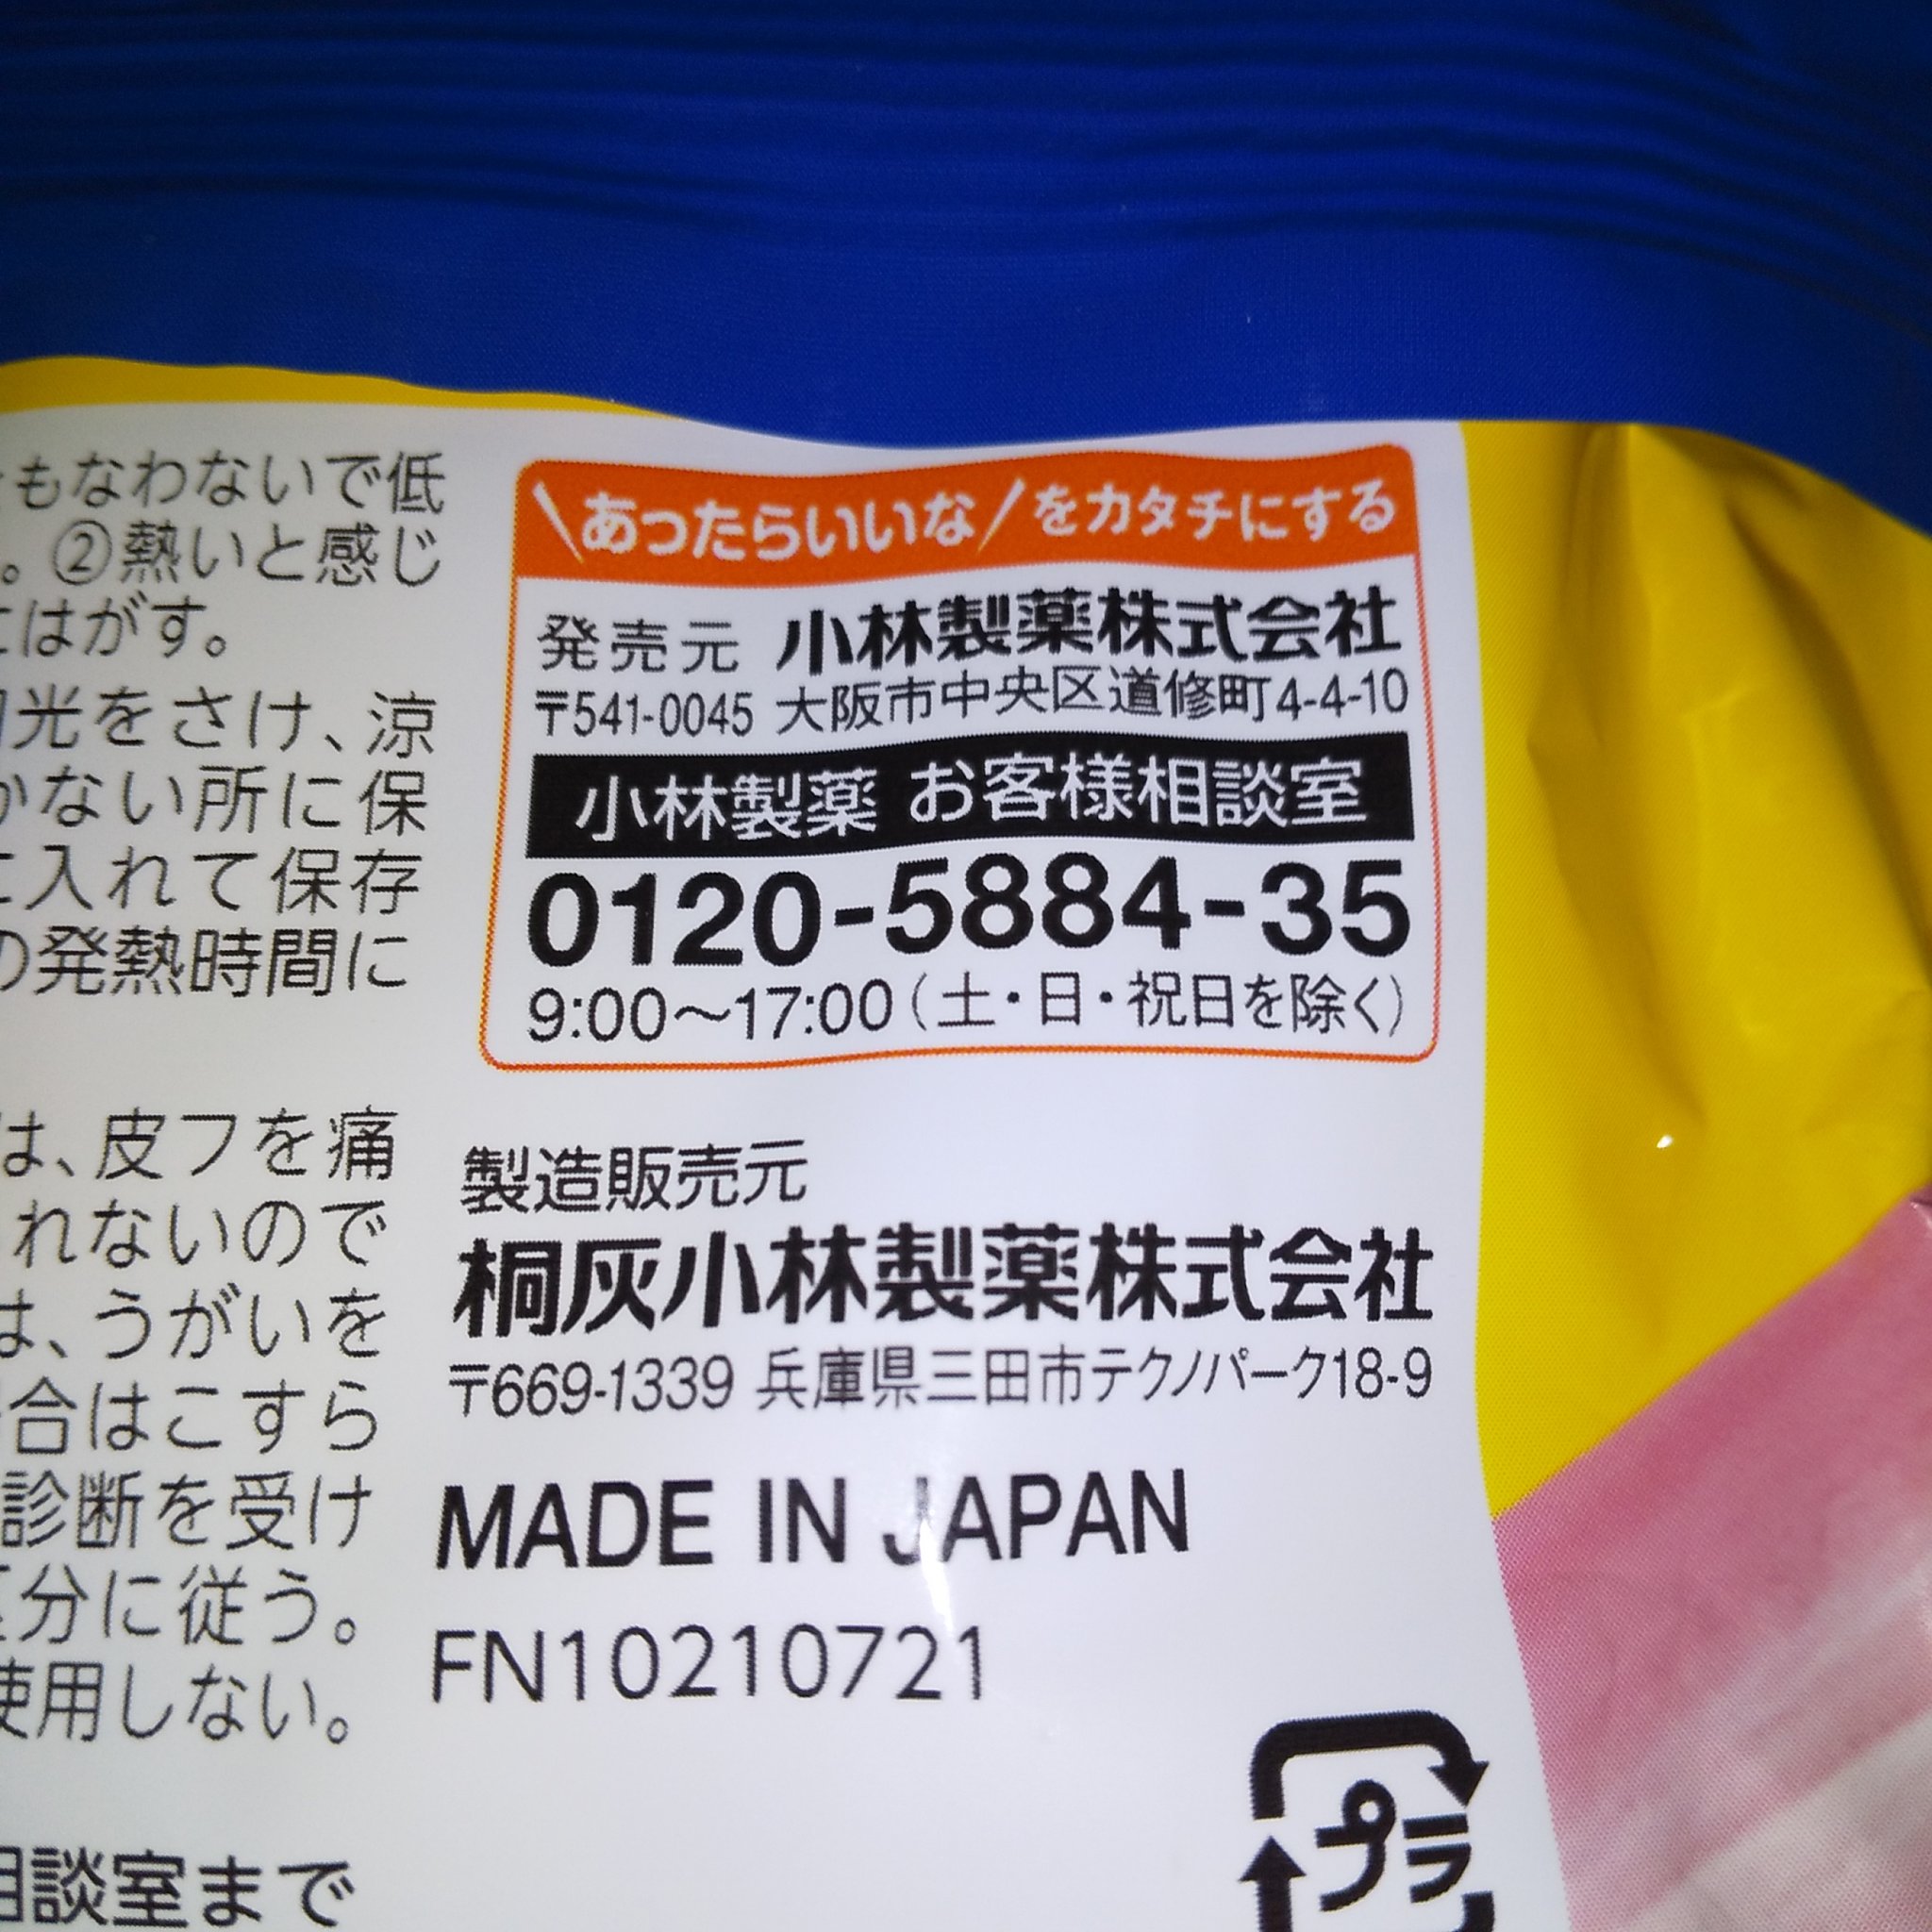 もなわないで低
。②熱いと感じ
にはがす。
光をさけ、涼
かない所に保
に入れて保存
の発熱時間に
は、皮フを痛
れないので
は、うがいを
合はこすら
診断を受け
分に従う。
使用しない。
相談室まで
\あったらいいな/をカタチにする
発売元 小林製薬株式会社
〒541-0045 大阪市中央区道修町4-4-10
小林製薬 お客様相談室
0120-5884-35
9:00～17:00(土・日・祝日を除く)
製造販売元
桐灰小林製薬株式会社
〒669-1339 兵庫県三田市テクノパーク18-9
MADE IN JAPAN
FN10210721
プラ